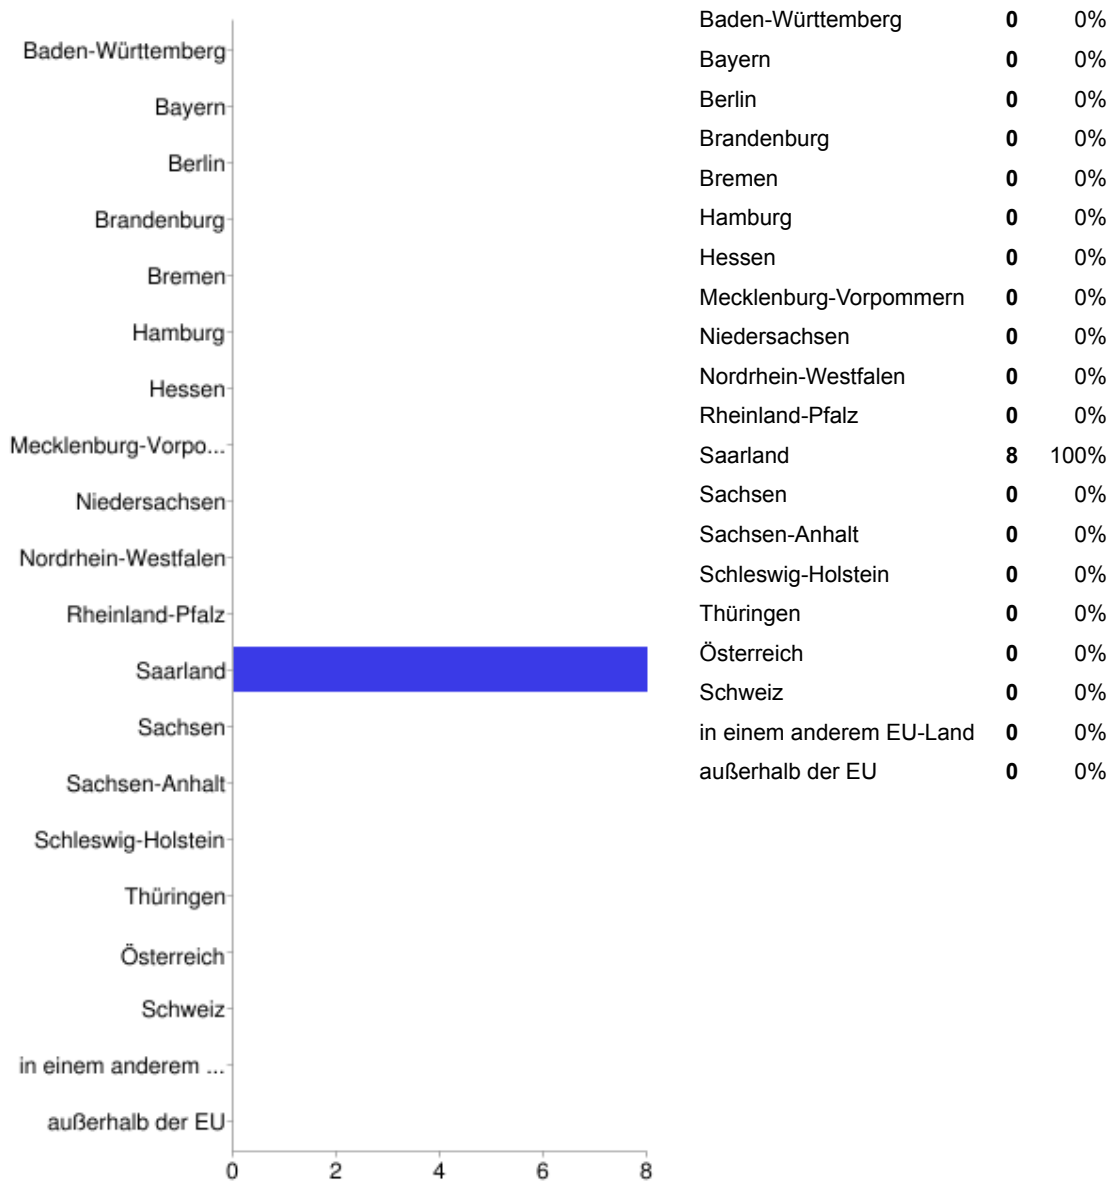 Baden-Württemberg
Bayern
Berlin
Brandenburg
Bremen
Hamburg
Hessen
Mecklenburg-Vorpo...
Niedersachsen
Nordrhein-Westfalen
Rheinland-Pfalz
Saarland
Sachsen
Sachsen-Anhalt
Schleswig-Holstein
Thüringen
Österreich
Schweiz
in einem anderem ...
außerhalb der EU
0 2 4 6 8
Baden-Württemberg 0 0%
Bayern 0 0%
Berlin 0 0%
Brandenburg 0 0%
Bremen 0 0%
Hamburg 0 0%
Hessen 0 0%
Mecklenburg-Vorpommern 0 0%
Niedersachsen 0 0%
Nordrhein-Westfalen 0 0%
Rheinland-Pfalz 0 0%
Saarland 8 100%
Sachsen 0 0%
Sachsen-Anhalt 0 0%
Schleswig-Holstein 0 0%
Thüringen 0 0%
Österreich 0 0%
Schweiz 0 0%
in einem anderem EU-Land 0 0%
außerhalb der EU 0 0%